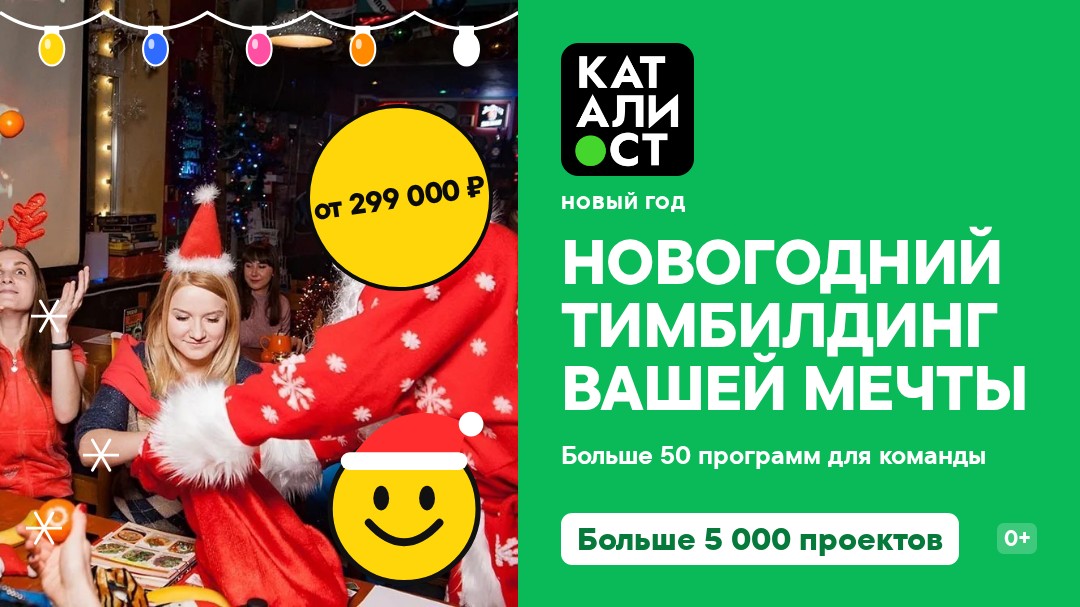 от 299 000 ₽
КАТ
АЛИ
СТ
НОВЫЙ ГОД
НОВОГОДНИЙ
ТИМБИЛДИНГ
ВАШЕЙ МЕЧТЫ
Больше 50 программ для команды
Больше 5 000 проектов
0+